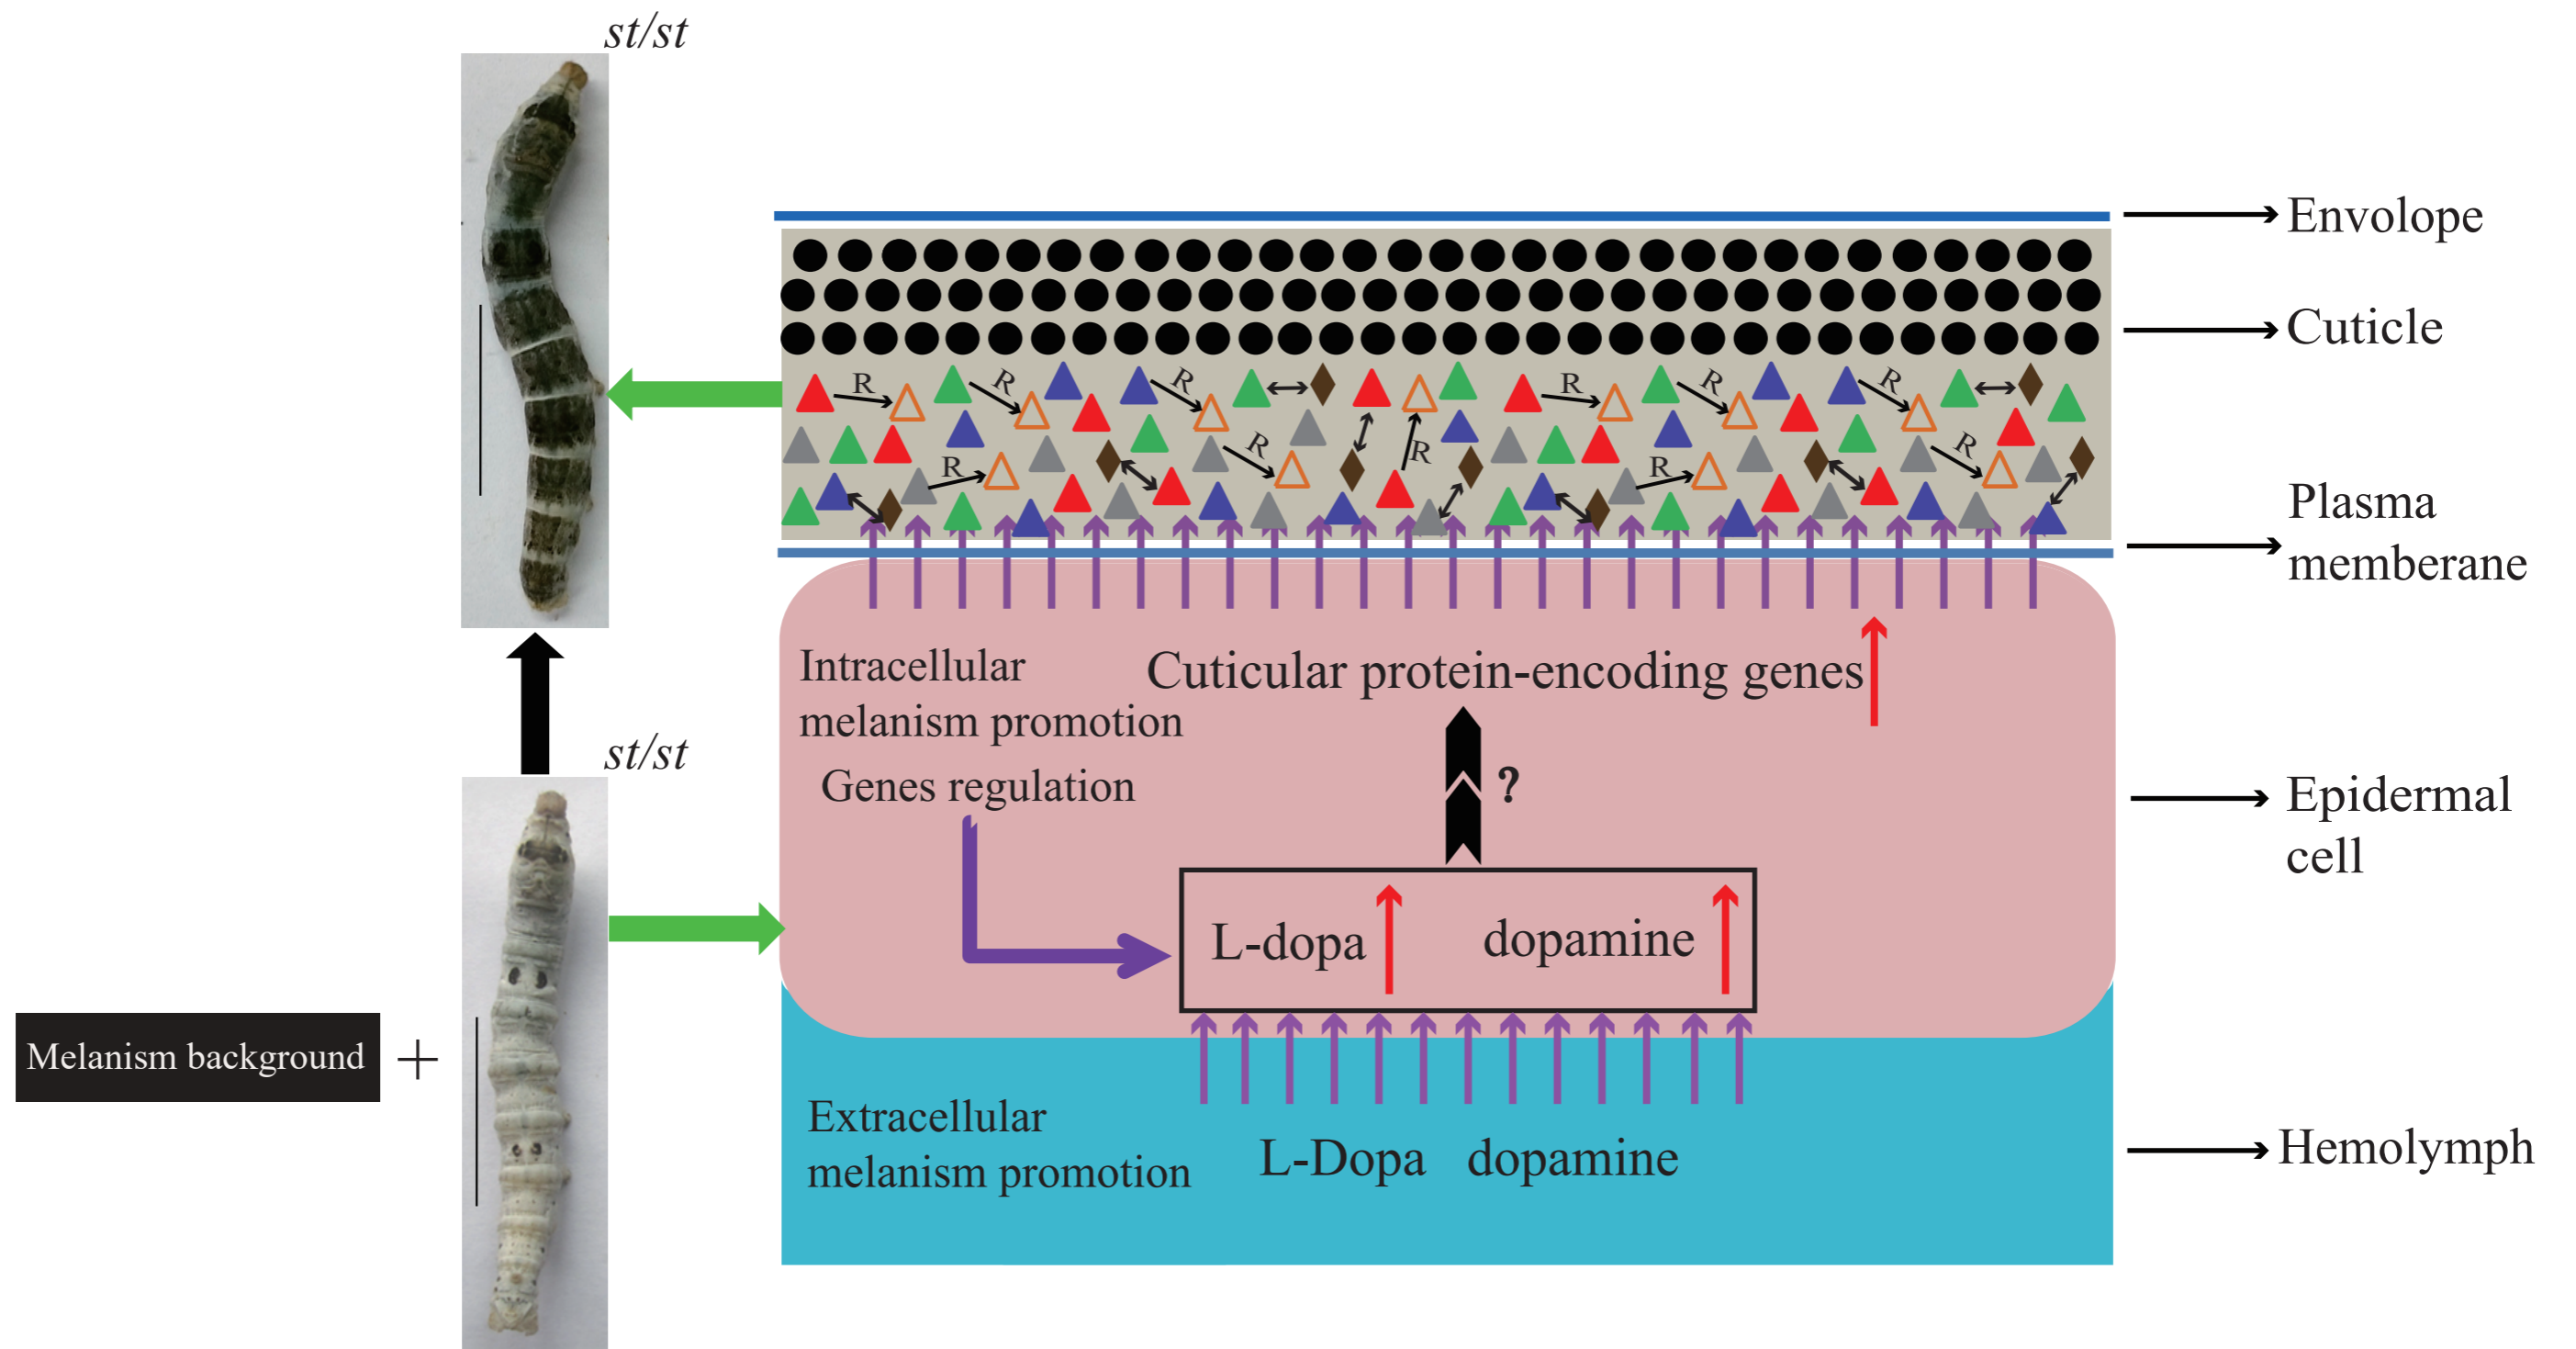 st/st
Envolope
Cuticle
R R R R R R
R R R R R
Plasma
memberane
Intracellular
melanism promotion
Cuticular protein-encoding genes
st/st
Genes regulation
?
Epidermal
cell
L-dopa dopamine
Melanism background +
Extracellular
melanism promotion
L-Dopa dopamine
Hemolymph